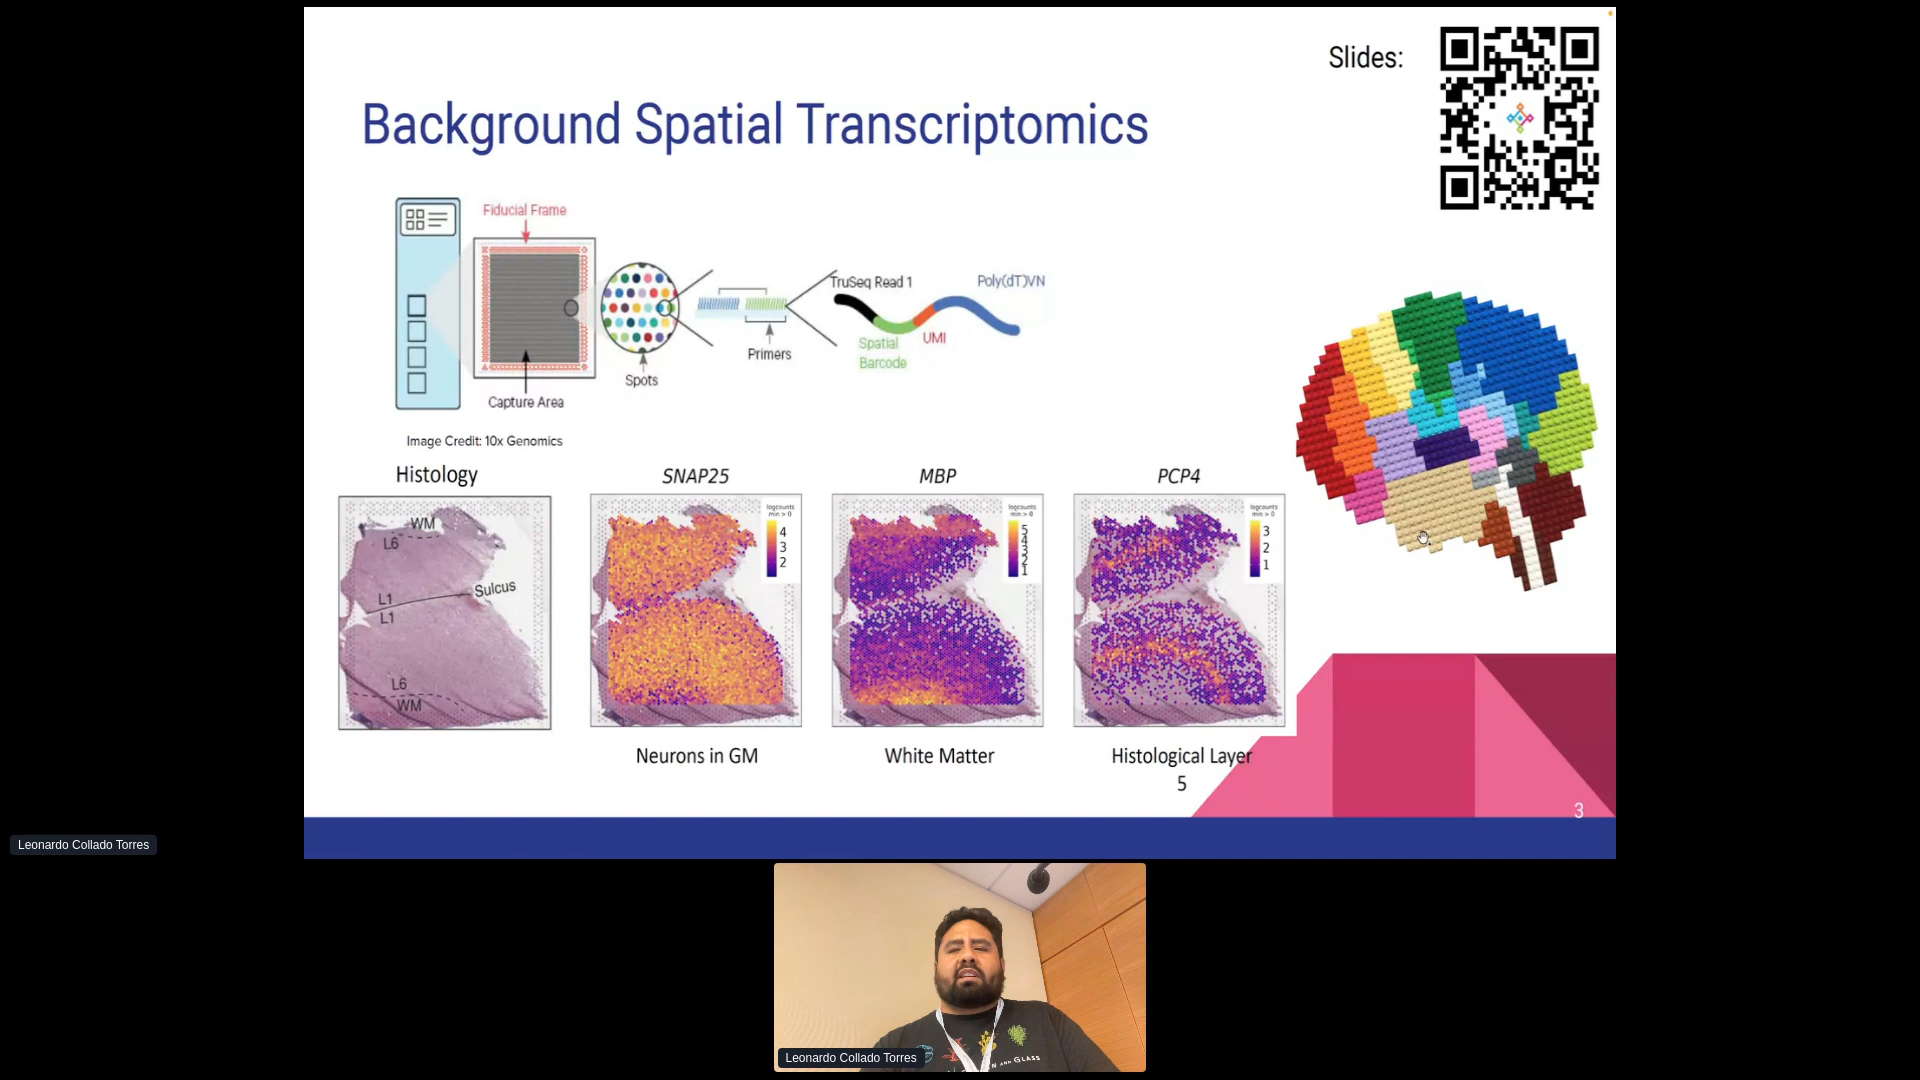 Slides:
Background Spatial Transcriptomics
Fiducial Frame
TruSeq Read 1
Poly(dT)VN
Spatial
Barcode
UMI
Primers
Spots
Capture Area
Image Credit: 10x Genomics
Histology
SNAP25
MBP
PCP4
WM
L6
Sulcus
L1
L1
L6
WM
logcounts
min > 0
4
3
2
logcounts
min > 0
5
4
3
2
1
logcounts
min > 0
3
2
1
Neurons in GM
White Matter
Histological Layer
5
3
Leonardo Collado Torres
AND GLASS
Leonardo Collado Torres